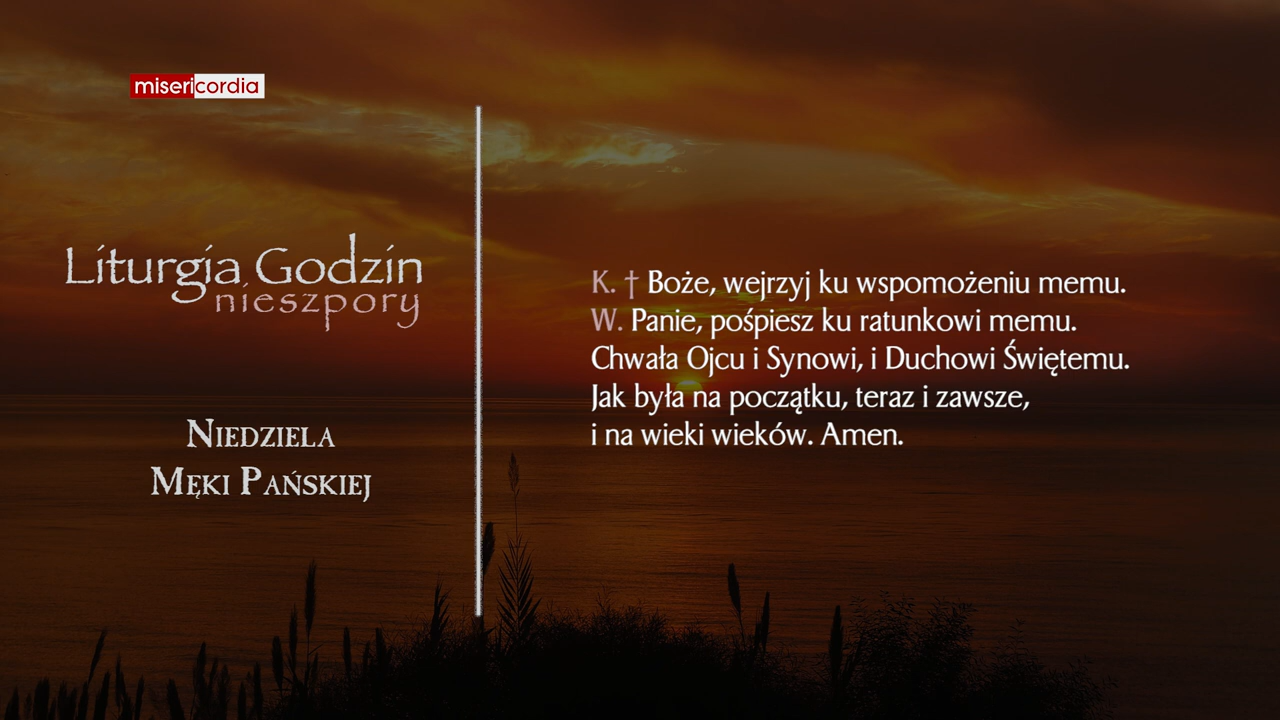 misericordia
Liturgia Godzin
nieszpory
Niedziela
Męki Pańskiej
K. † Boże, wejrzyj ku wspomożeniu memu.
W. Panie, pośpiesz ku ratunkowi memu.
Chwała Ojcu i Synowi, i Duchowi Świętemu.
Jak była na początku, teraz i zawsze,
i na wieki wieków. Amen.